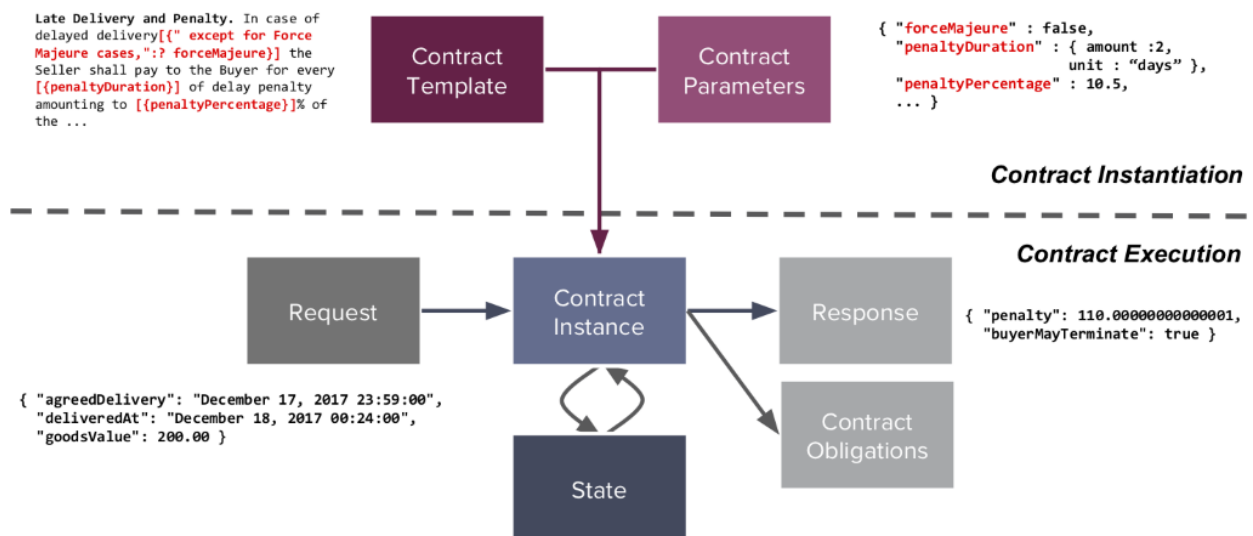 Late Delivery and Penalty. In case of
delayed delivery[{" except for Force
Majeure cases,":? forceMajeure}] the
Seller shall pay to the Buyer for every
[{penaltyDuration}] of delay penalty
amounting to [{penaltyPercentage}]% of
the ...
Contract
Template
Contract
Parameters
{ "forceMajeure" : false,
"penaltyDuration" : { amount :2,
unit : “days” },
"penaltyPercentage" : 10.5,
... }
Contract Instantiation
Contract Execution
Request
Contract
Instance
Response
{ "penalty": 110.00000000000001,
"buyerMayTerminate": true }
{ "agreedDelivery": "December 17, 2017 23:59:00",
"deliveredAt": "December 18, 2017 00:24:00",
"goodsValue": 200.00 }
State
Contract
Obligations